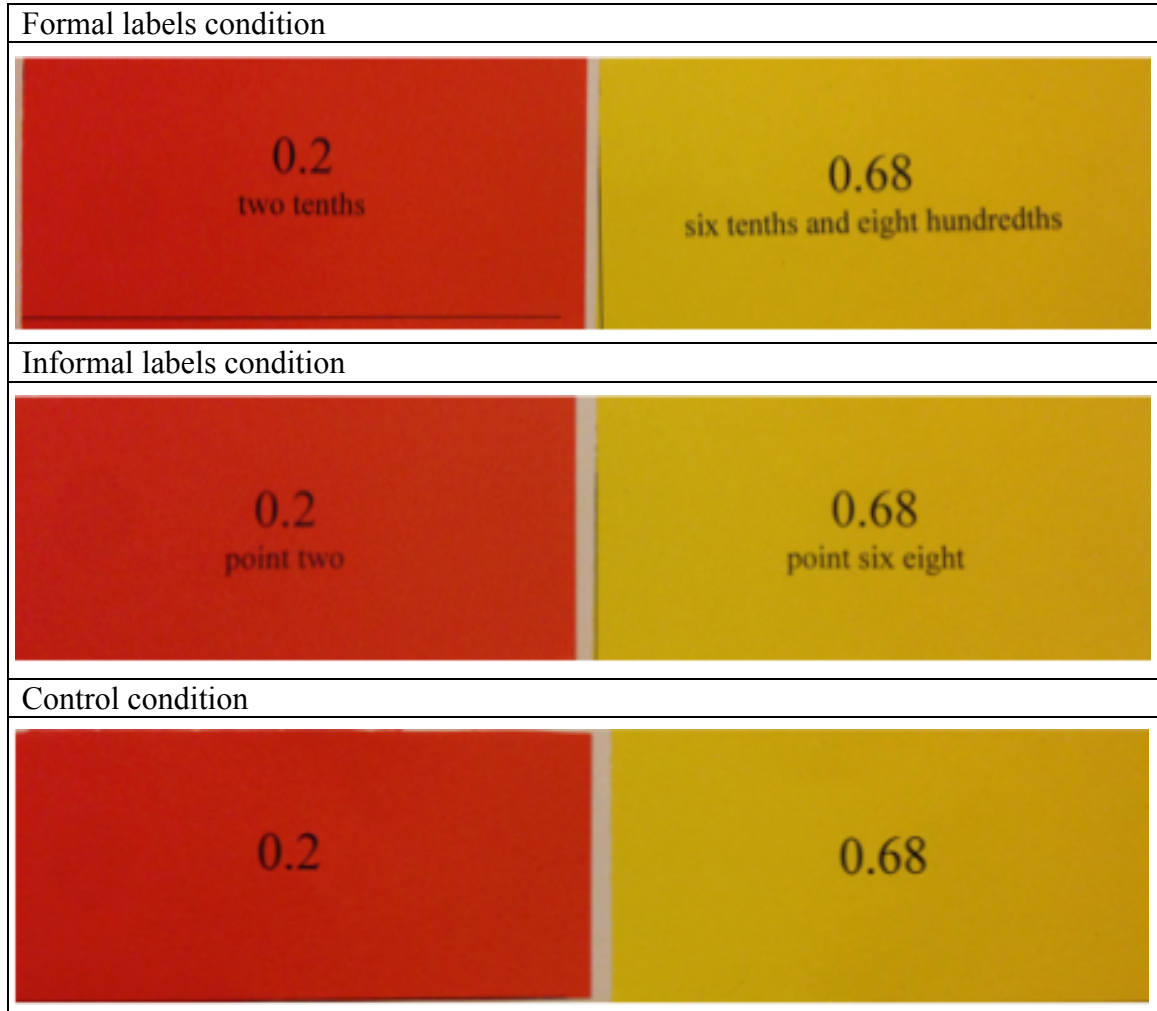 Formal labels condition
0.2
two tenths
0.68
six tenths and eight hundredths
Informal labels condition
0.2
point two
0.68
point six eight
Control condition
0.2
0.68